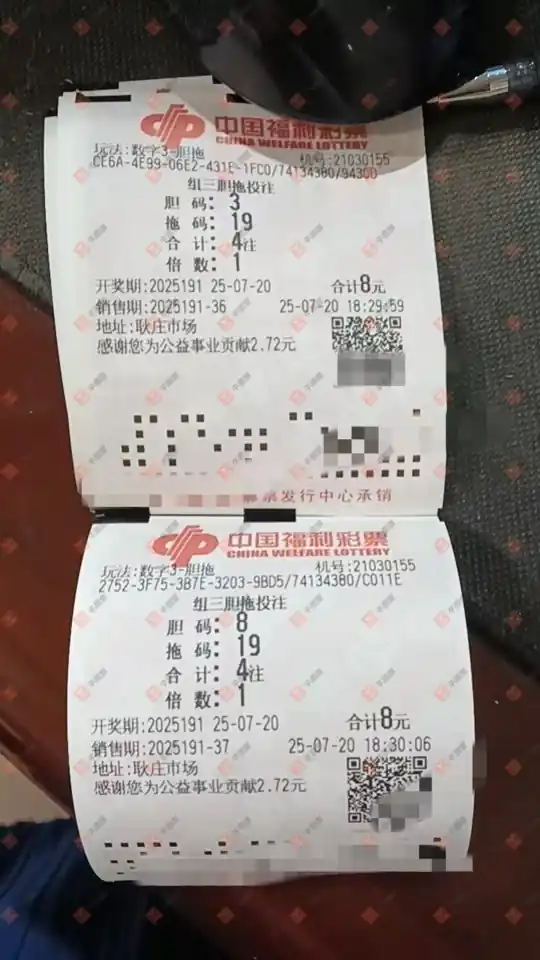 中国福利彩票
CHINA WELFARE LOTTERY
玩法:数字3-胆拖 机号:21030155
CE6A-4E99-06E2-431E-1FC0/74134380/9430D
组三胆拖投注
胆 码: 3
拖 码: 19
合 计: 4注
倍 数: 1
开奖期:2025191 25-07-20 合计8元
销售期:2025191-36 25-07-20 18:29:59
地址:耿庄市场
感谢您为公益事业贡献2.72元
票发行中心承销
中国福利彩票
CHINA WELFARE LOTTERY
玩法:数字3-胆拖 机号:21030155
2752-3F75-3B7E-3203-9BD5/74134380/C011E
组三胆拖投注
胆 码: 8
拖 码: 19
合 计: 4注
倍 数: 1
开奖期:2025191 25-07-20 合计8元
销售期:2025191-37 25-07-20 18:30:06
地址:耿庄市场
感谢您为公益事业贡献2.72元